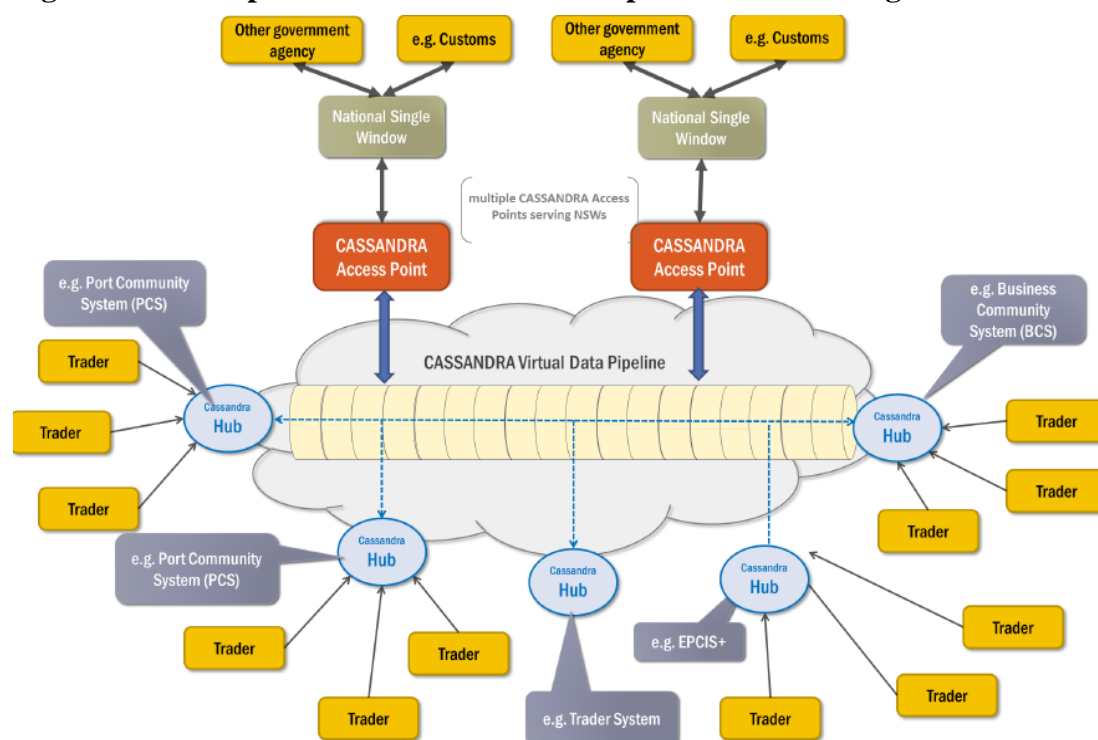 Other government
agency
e.g. Customs
Other government
agency
e.g. Customs
National Single
Window
National Single
Window
multiple CASSANDRA Access
Points serving NSWs
CASSANDRA
Access Point
CASSANDRA
Access Point
e.g. Port Community
System (PCS)
e.g. Business
Community
System (BCS)
CASSANDRA Virtual Data Pipeline
Trader
Trader
Trader
Cassandra
Hub
Cassandra
Hub
Trader
Trader
Trader
e.g. Port Community
System (PCS)
Cassandra
Hub
Cassandra
Hub
Cassandra
Hub
Trader
Trader
Trader
e.g. Trader System
e.g. EPCIS+
Trader
Trader
Trader